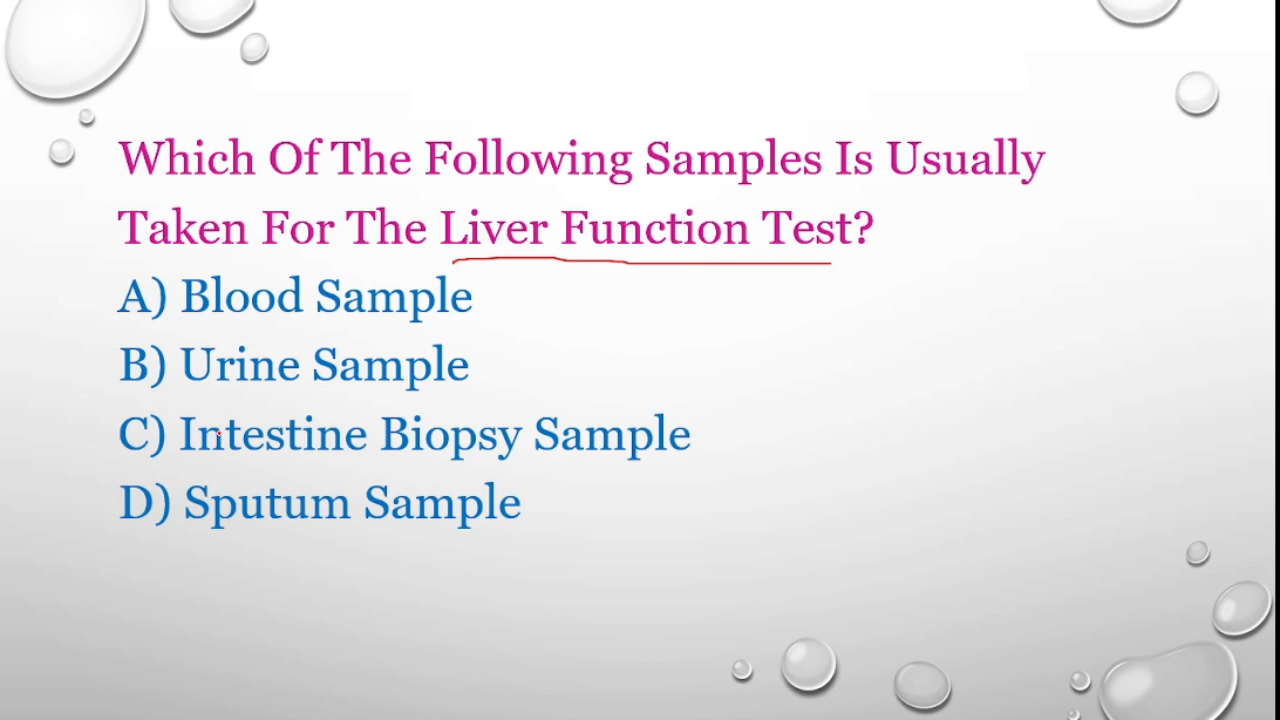 Which Of The Following Samples Is Usually
Taken For The Liver Function Test?
A) Blood Sample
B) Urine Sample
C) Intestine Biopsy Sample
D) Sputum Sample